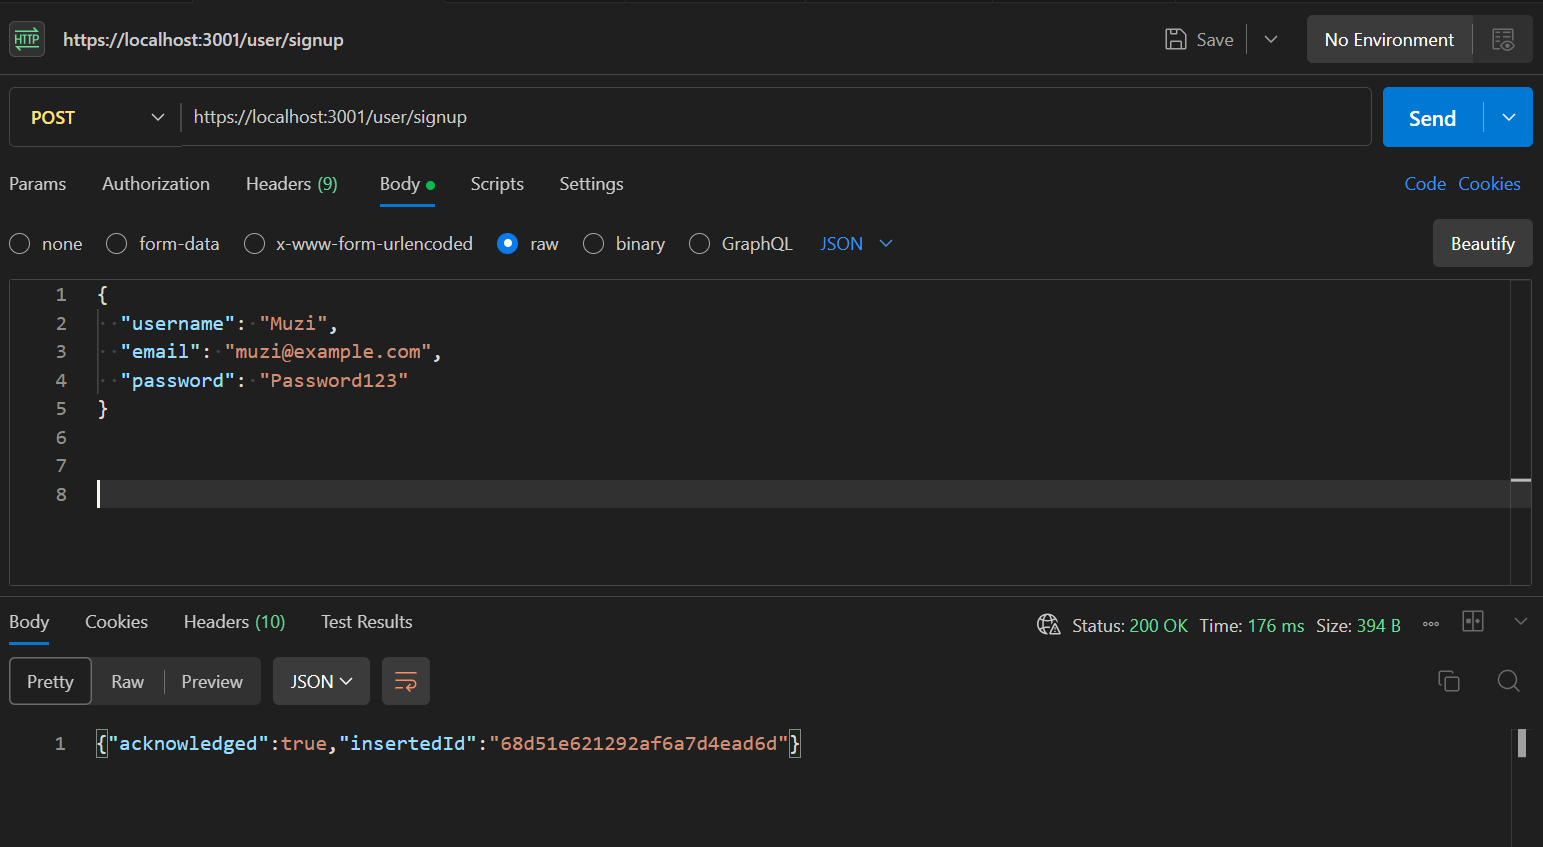 HTTP https://localhost:3001/user/signup Save No Environment
POST https://localhost:3001/user/signup Send
Params Authorization Headers (9) Body Scripts Settings Code Cookies
none form-data x-www-form-urlencoded raw binary GraphQL JSON Beautify
1 {
2 "username": "Muzi",
3 "email": "muzi@example.com",
4 "password": "Password123"
5 }
6
7
8
Body Cookies Headers (10) Test Results Status: 200 OK Time: 176 ms Size: 394 B
Pretty Raw Preview JSON
1 {"acknowledged":true,"insertedId":"68d51e621292af6a7d4ead6d"}